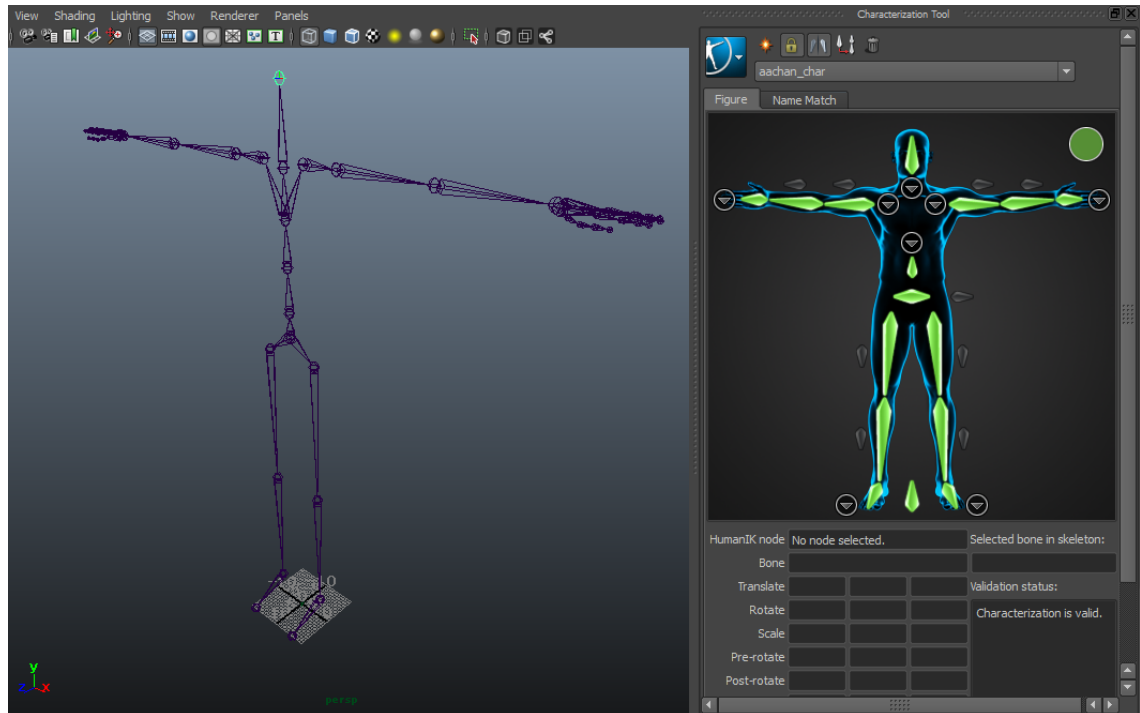 View Shading Lighting Show Renderer Panels
Characterization Tool
aachan_char
Figure Name Match
HumanIK node No node selected. Selected bone in skeleton:
Bone
Translate Validation status:
Rotate Characterization is valid.
Scale
Pre-rotate
Post-rotate
y
z x
persp